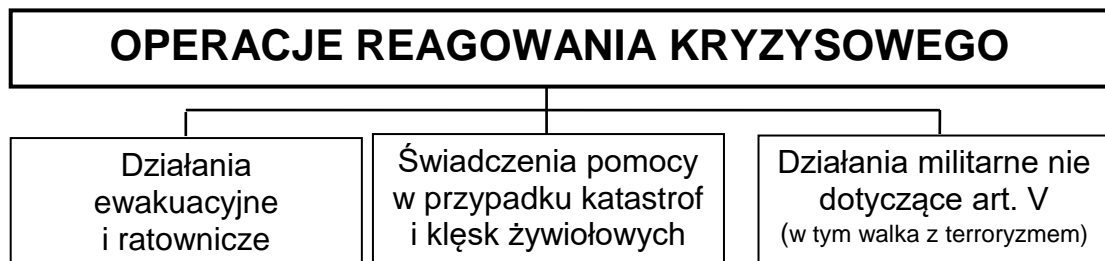 OPERACJE REAGOWANIA KRYZYSOWEGO
Działania
ewakuacyjne
i ratownicze
Świadczenia pomocy
w przypadku katastrof
i klęsk żywiołowych
Działania militarne nie
dotyczące art. V
(w tym walka z terroryzmem)